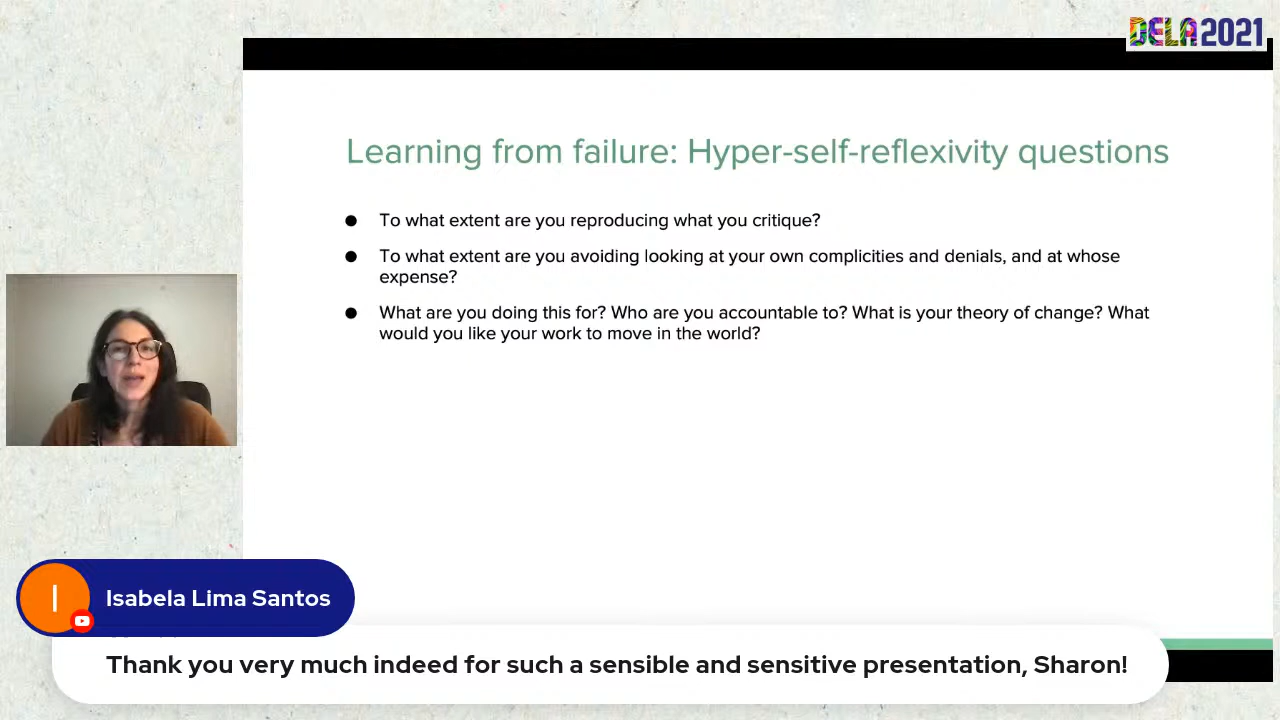 DELA 2021
Learning from failure: Hyper-self-reflexivity questions
● To what extent are you reproducing what you critique?
● To what extent are you avoiding looking at your own complicities and denials, and at whose
expense?
● What are you doing this for? Who are you accountable to? What is your theory of change? What
would you like your work to move in the world?
I
Isabela Lima Santos
Thank you very much indeed for such a sensible and sensitive presentation, Sharon!